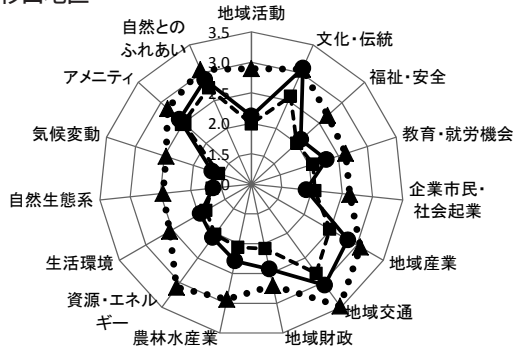 地域活動
文化・伝統
福祉・安全
教育・就労機会
企業市民・
社会起業
地域産業
地域交通
地域財政
農林水産業
資源・エネル
ギー
生活環境
自然生態系
気候変動
アメニティ
自然との
ふれあい
3.5
3.0
2.0
1.5